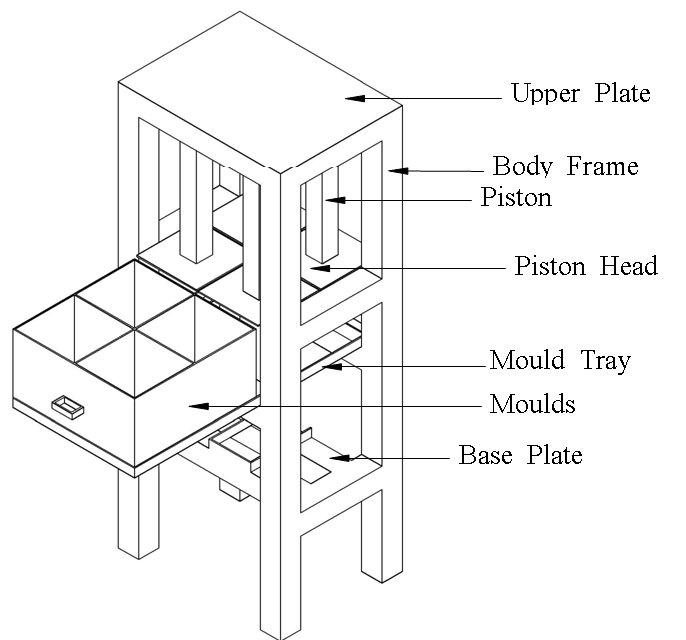 Upper Plate
Body Frame
Piston
Piston Head
Mould Tray
Moulds
Base Plate